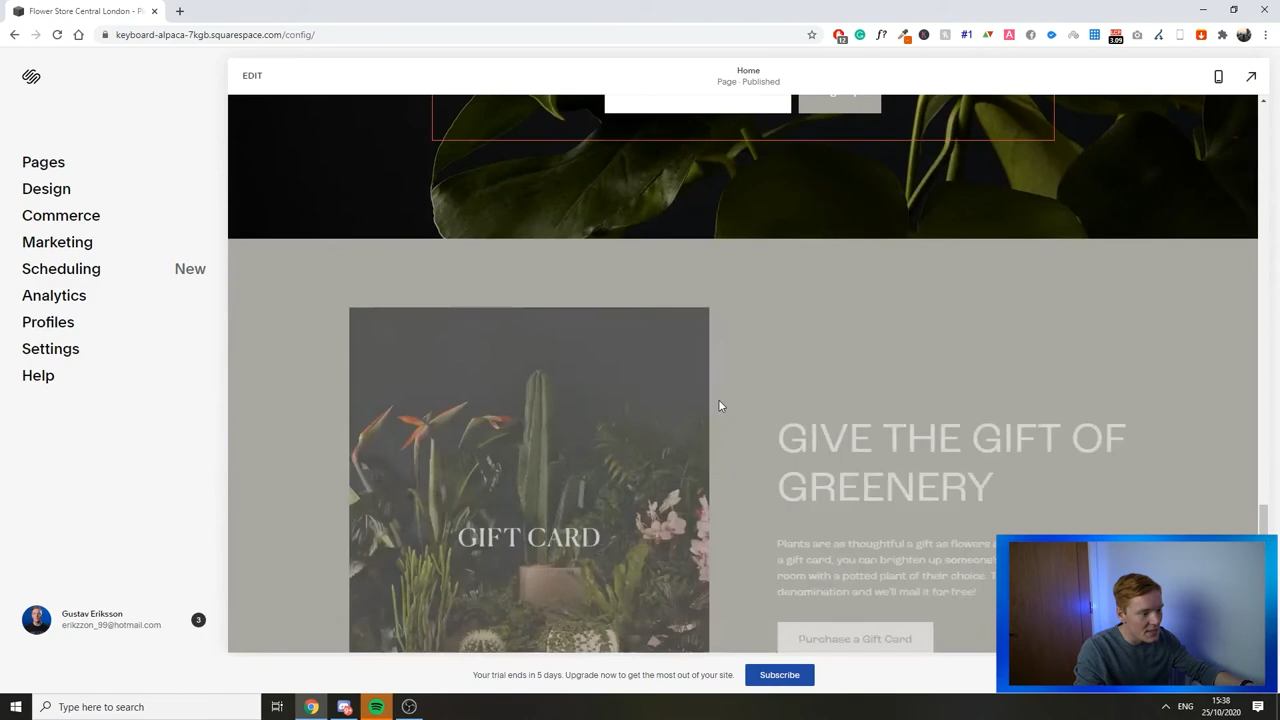 Flower Store Central London - Pl
keyboard-alpaca-7kgb.squarespace.com/config/
12
f?
#1
A
3.09
EDIT
Home
Page · Published
Pages
Design
Commerce
Marketing
Scheduling New
Analytics
Profiles
Settings
Help
GIVE THE GIFT OF
GREENERY
GIFT CARD
Plants are as thoughtful a gift as flowers
a gift card, you can brighten up someone's
room with a potted plant of their choice.
denomination and we'll mail it for free!
Purchase a Gift Card
Gustav Eriksson
erikzzon_99@hotmail.com
3
Your trial ends in 5 days. Upgrade now to get the most out of your site.
Subscribe
Type here to search
ENG
15:38
25/10/2020